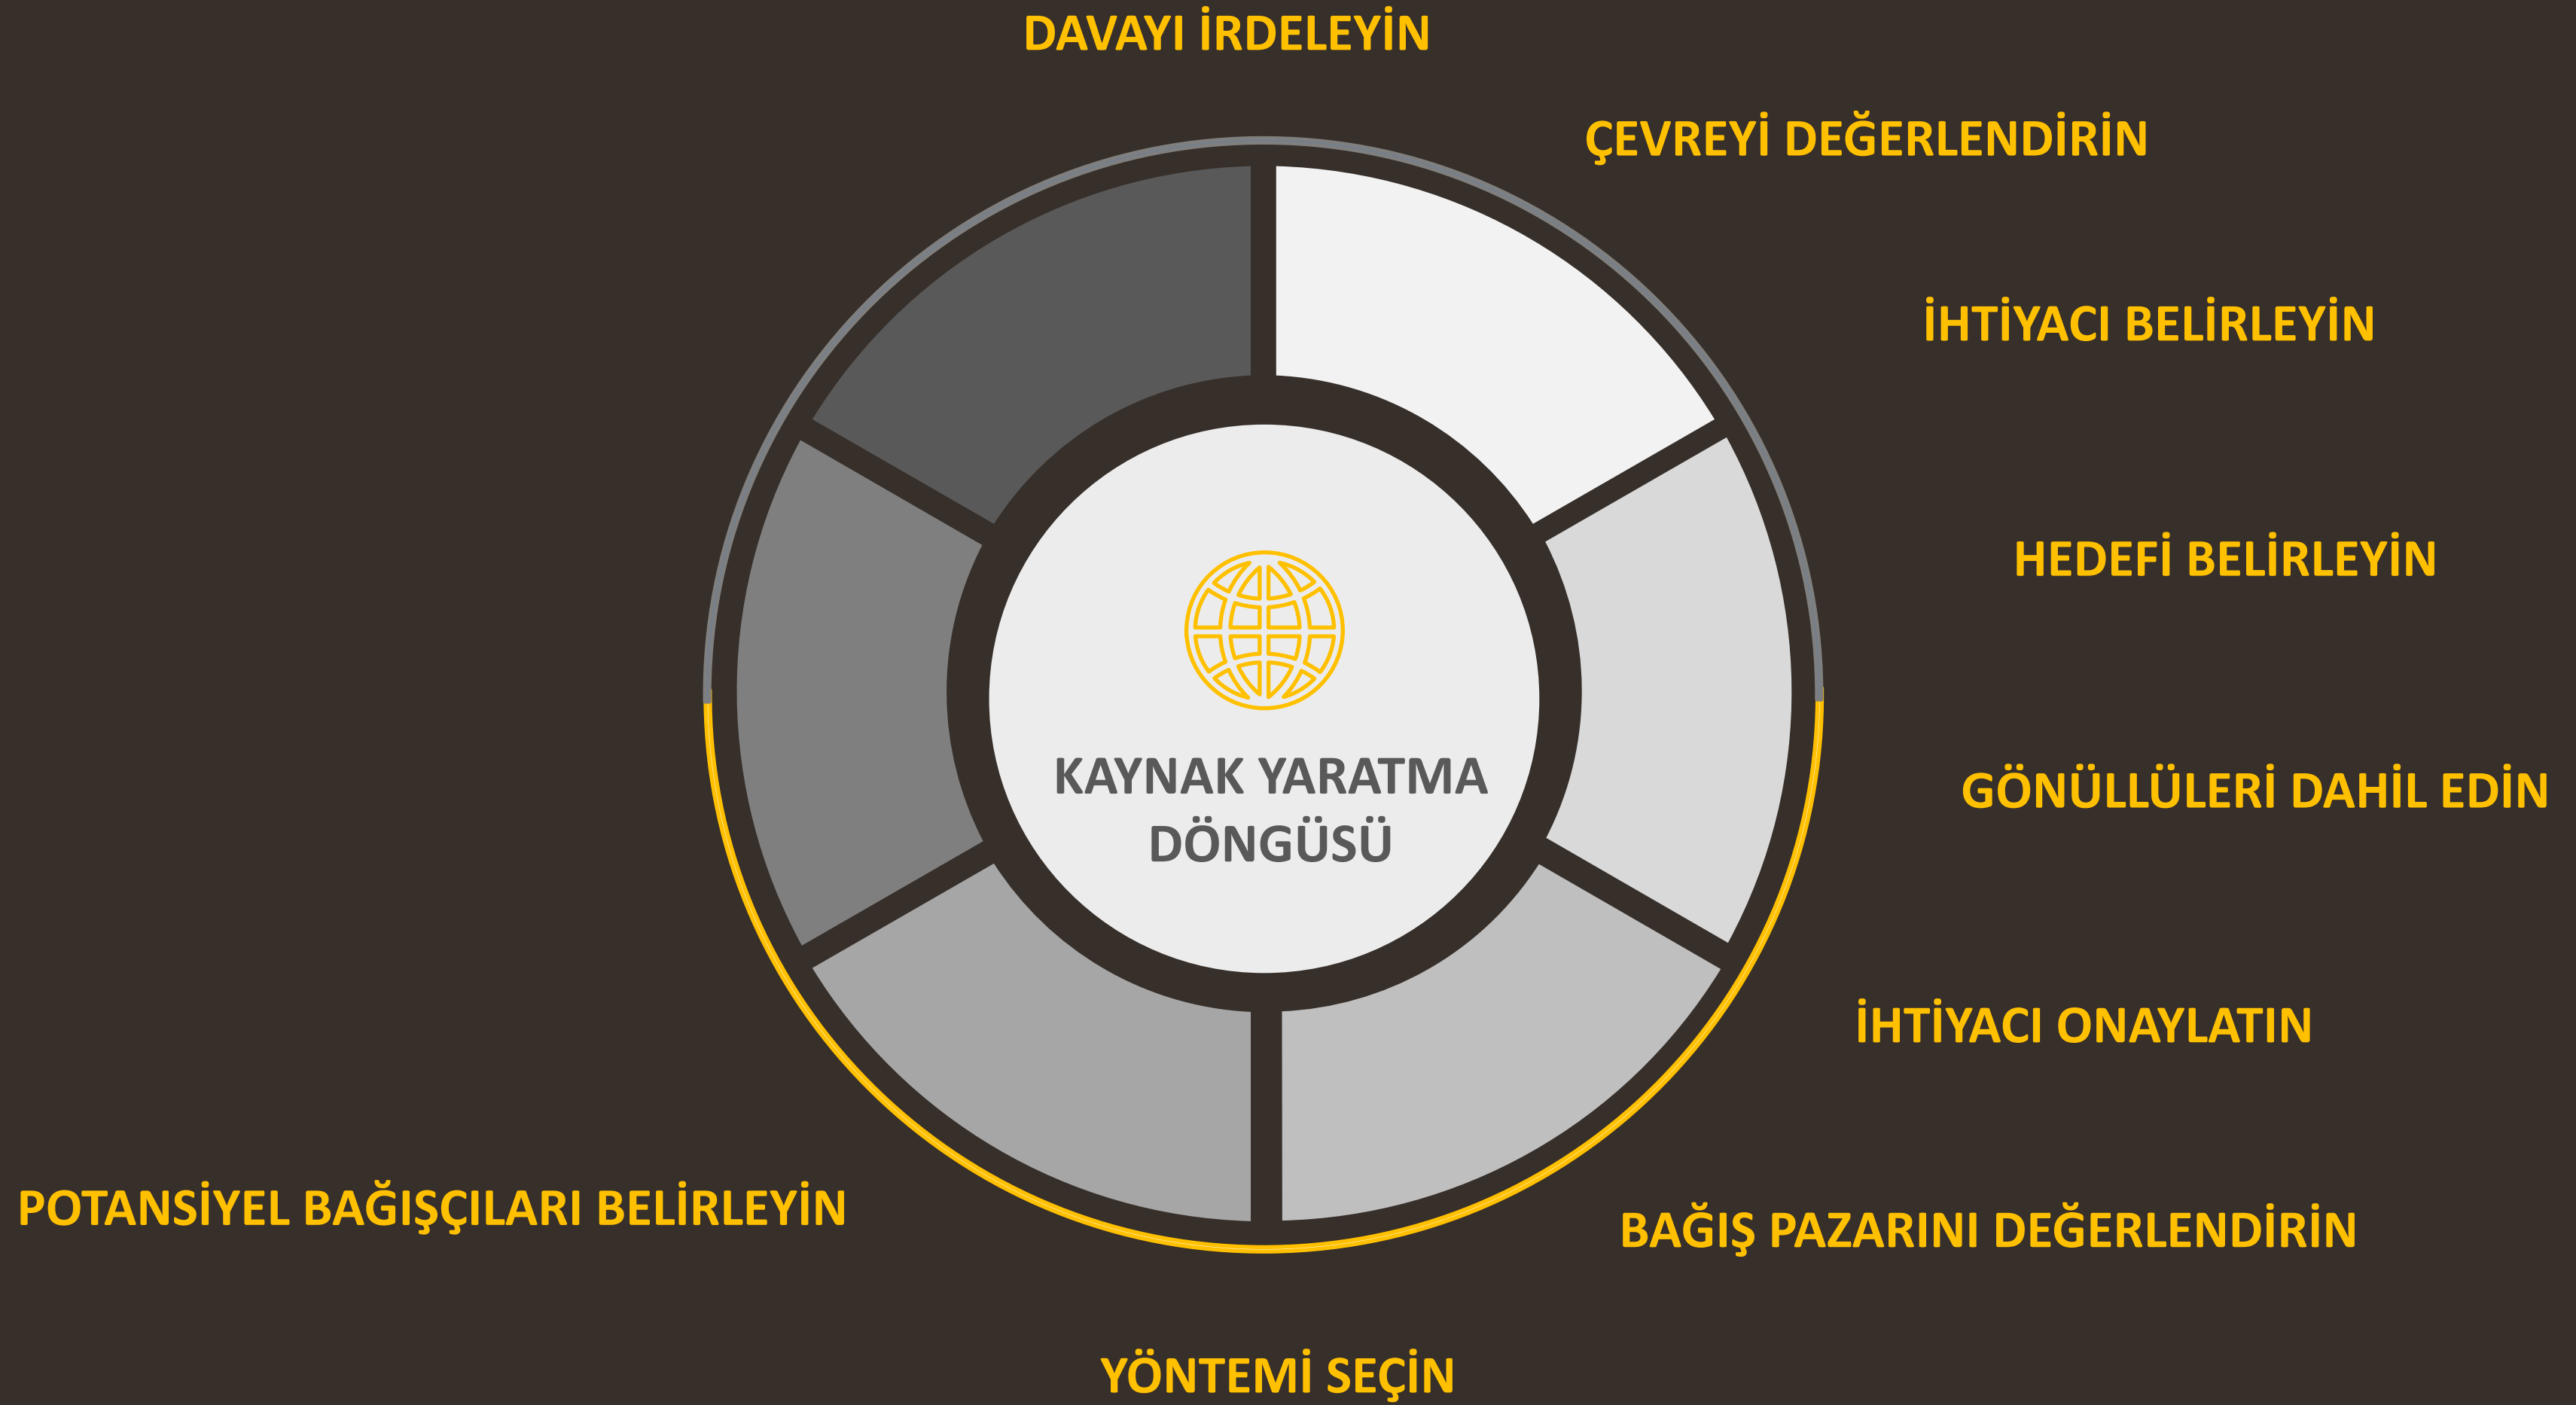 DAVAYI İRDELEYİN
ÇEVREYİ DEĞERLENDİRİN
İHTİYACI BELİRLEYİN
HEDEFİ BELİRLEYİN
GÖNÜLLÜLERİ DAHİL EDİN
İHTİYACI ONAYLATIN
BAĞIŞ PAZARINI DEĞERLENDİRİN
YÖNTEMİ SEÇİN
POTANSİYEL BAĞIŞÇILARI BELİRLEYİN
KAYNAK YARATMA
DÖNGÜSÜ